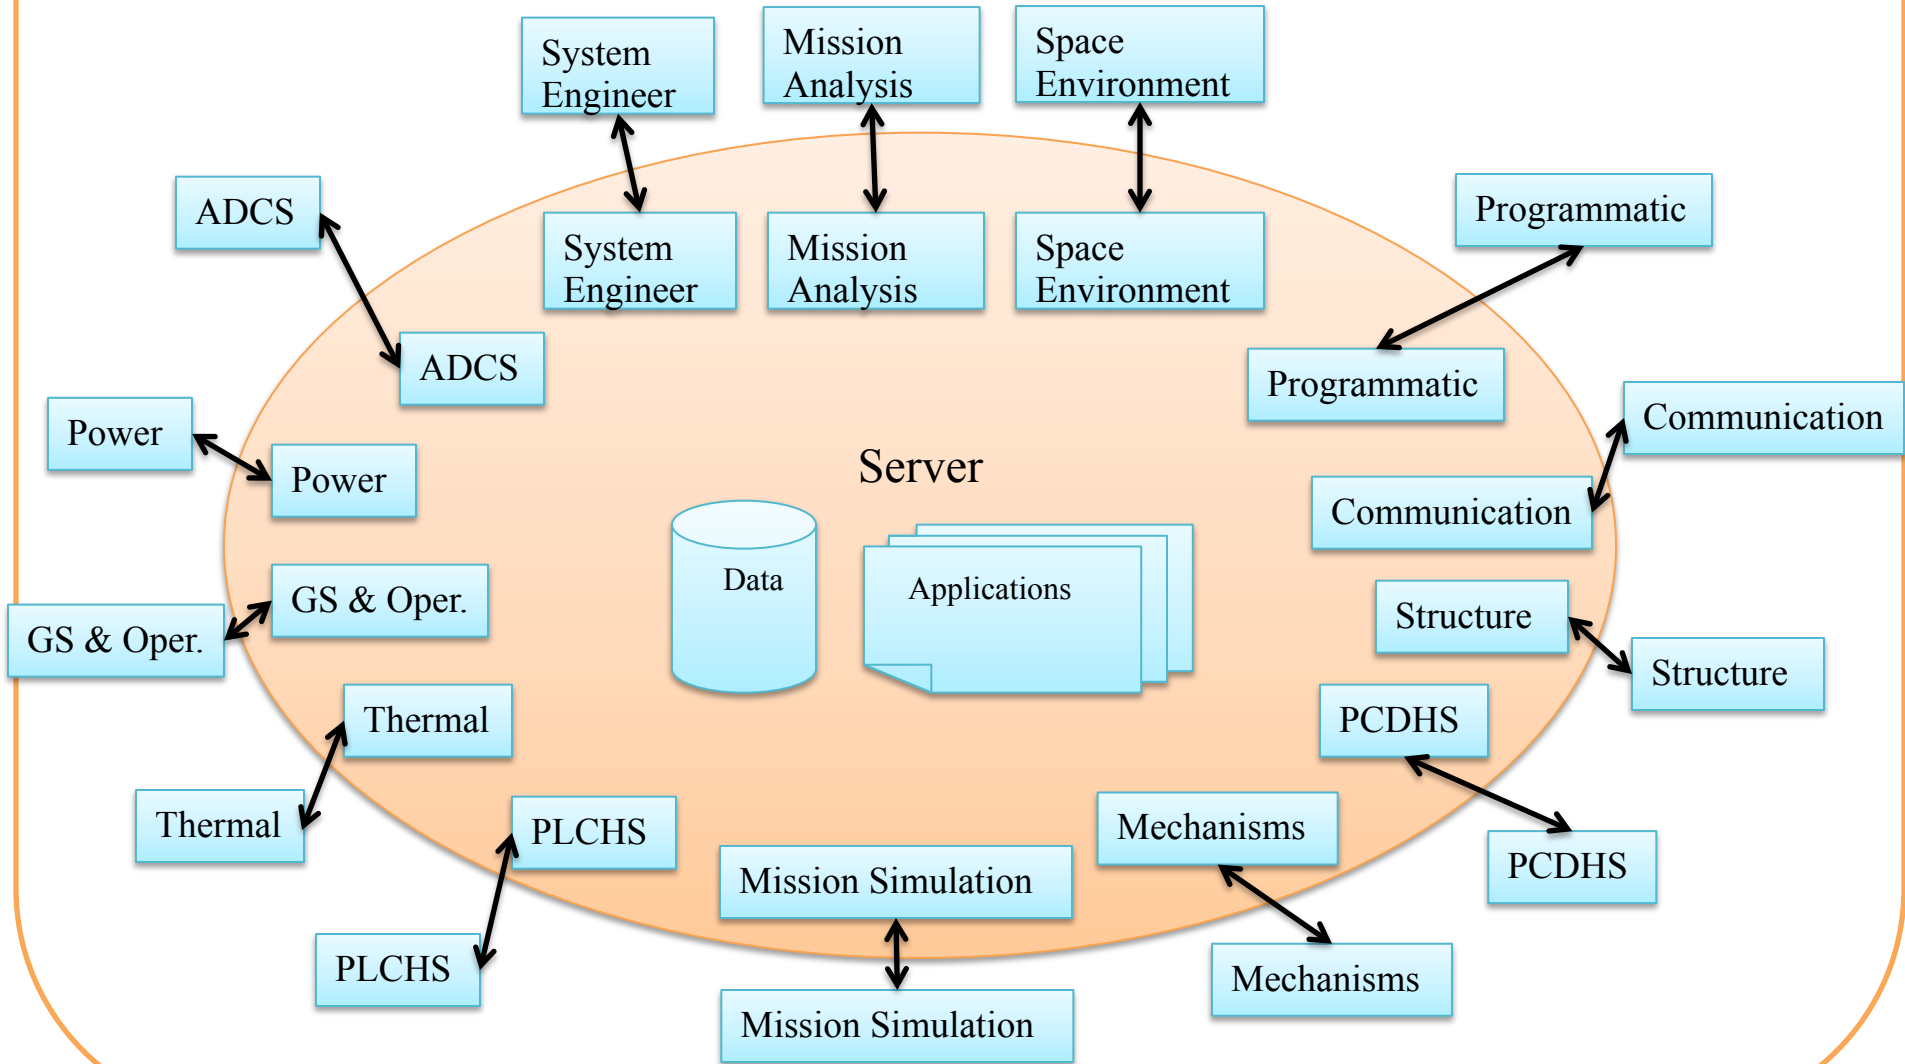 System
Engineer
Mission
Analysis
Space
Environment
ADCS
Programmatic
System
Engineer
Mission
Analysis
Space
Environment
ADCS
Programmatic
Power
Communication
Power
Server
Communication
Data
Applications
GS & Oper.
Structure
GS & Oper.
Structure
Thermal
PCDHS
Thermal
PLCHS
Mechanisms
PCDHS
Mission Simulation
PLCHS
Mechanisms
Mission Simulation